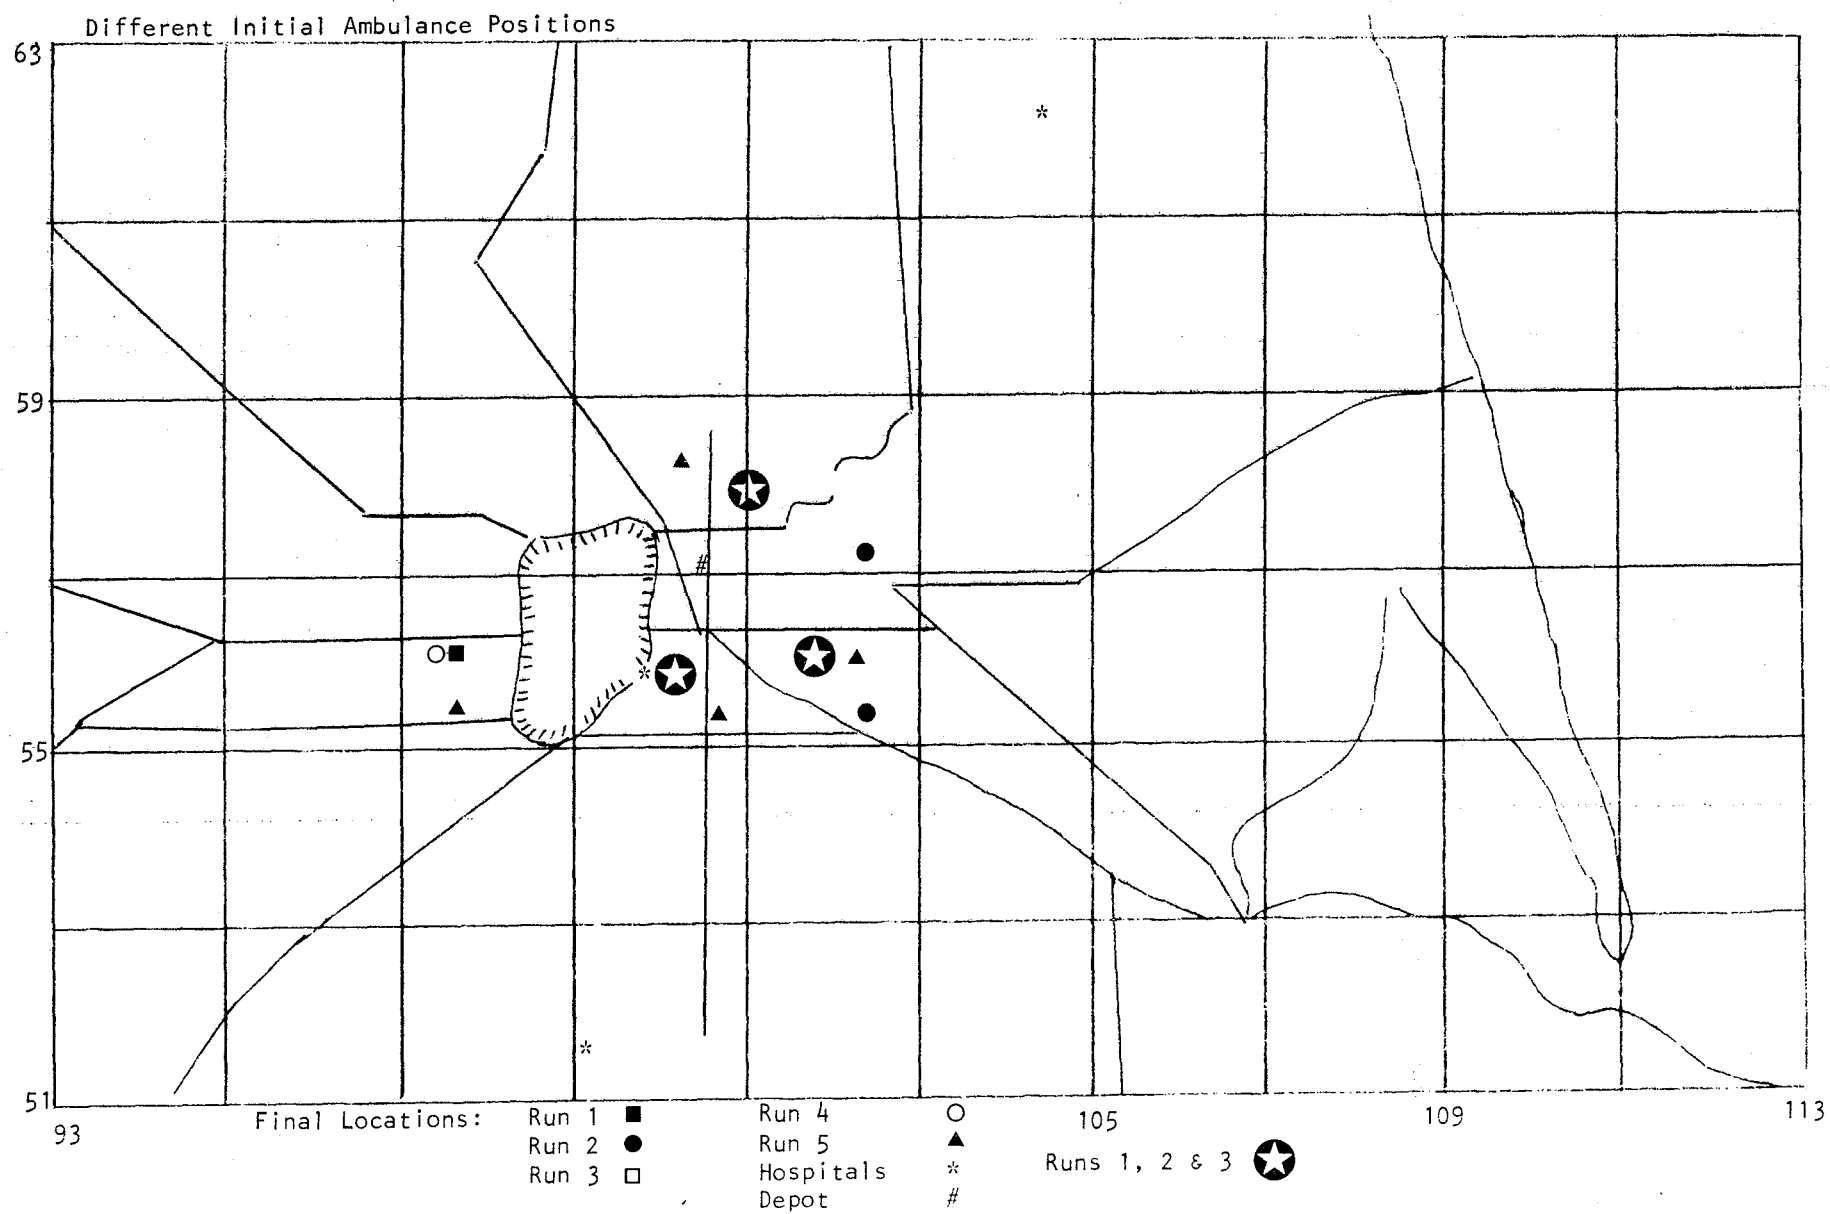 Different Initial Ambulance Positions
63
59
55
51
93
105
109
113
#
*
Final Locations:
Run 1 ■
Run 2 ●
Run 3 □
Run 4 ○
Run 5 ▲
Hospitals *
Depot #
Runs 1, 2 & 3